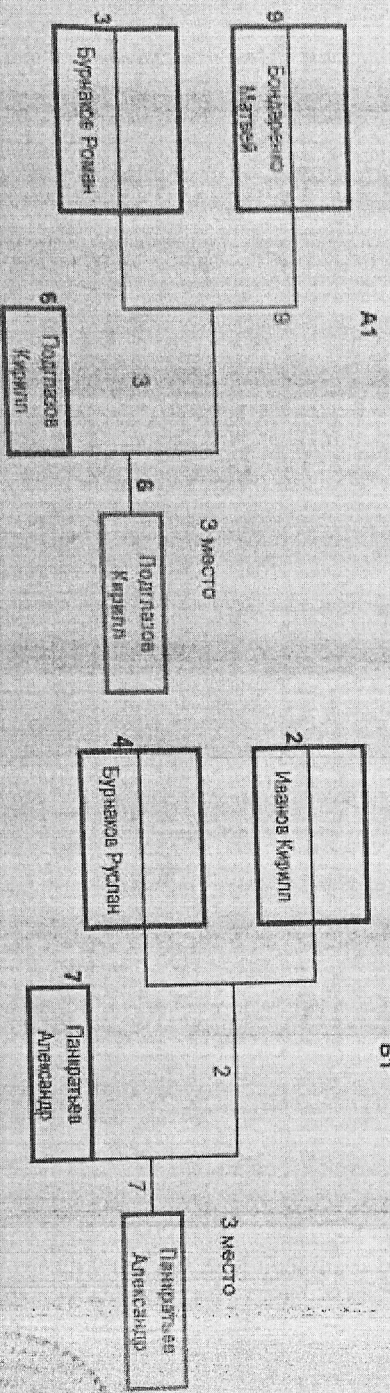 А1
9
Бондаренко
Матвей
9
3
Бурнаков Роман
3
6
Подглазов
Кирилл
6
3 место
Подглазов
Кирилл
Б1
2
Иванов Кирилл
4
Бурнаков Руслан
2
7
Панкратьев
Александр
7
3 место
Панкратьев
Александр